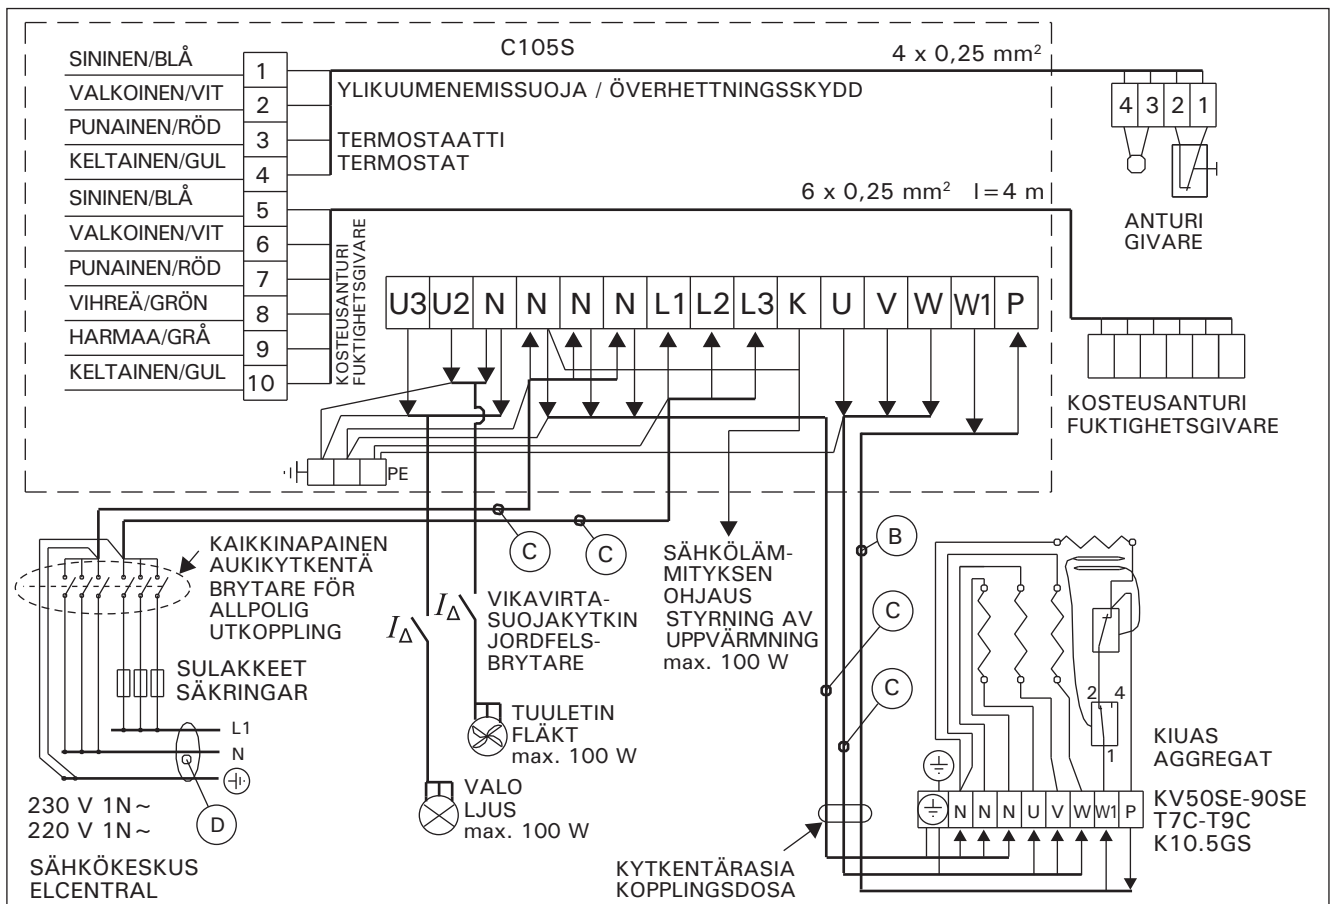 C105S
4 x 0,25 mm²
SININEN/BLÅ 1
VALKOINEN/VIT 2
PUNAINEN/RÖD 3
KELTAINEN/GUL 4
SININEN/BLÅ 5
VALKOINEN/VIT 6
PUNAINEN/RÖD 7
VIHREÄ/GRÖN 8
HARMAA/GRÅ 9
KELTAINEN/GUL 10
YLIKUUMENEMISSUOJA / ÖVERHETTNINGSSKYDD
TERMOSTAATTI
TERMOSTAT
4 3 2 1
ANTURI
GIVARE
6 x 0,25 mm² l=4 m
KOSTEUSANTURI
FUKTIGHETSGIVARE
U3 U2 N N N N L1 L2 L3 K U V W W1 P
KOSTEUSANTURI
FUKTIGHETSGIVARE
PE
C
C
B
C
C
KAIKKINAPAINEN
AUKIKYTKENTÄ
BRYTARE FÖR
ALLPOLIG
UTKOPPLING
SULAKKEET
SÄKRINGAR
L1
N
D
230 V 1N~
220 V 1N~
SÄHKÖKESKUS
ELCENTRAL
IΔ
IΔ
VIKAVIRTA-
SUOJAKYTKIN
JORDFELS-
BRYTARE
TUULETIN
FLÄKT
max. 100 W
VALO
LJUS
max. 100 W
SÄHKÖLÄM-
MITYKSEN
OHJAUS
STYRNING AV
UPPVÄRMNING
max. 100 W
KYTKENTÄRASIA
KOPPLINGSDOSA
2 4
1
N N N U V W W1 P
KIUAS
AGGREGAT
KV50SE-90SE
T7C-T9C
K10.5GS